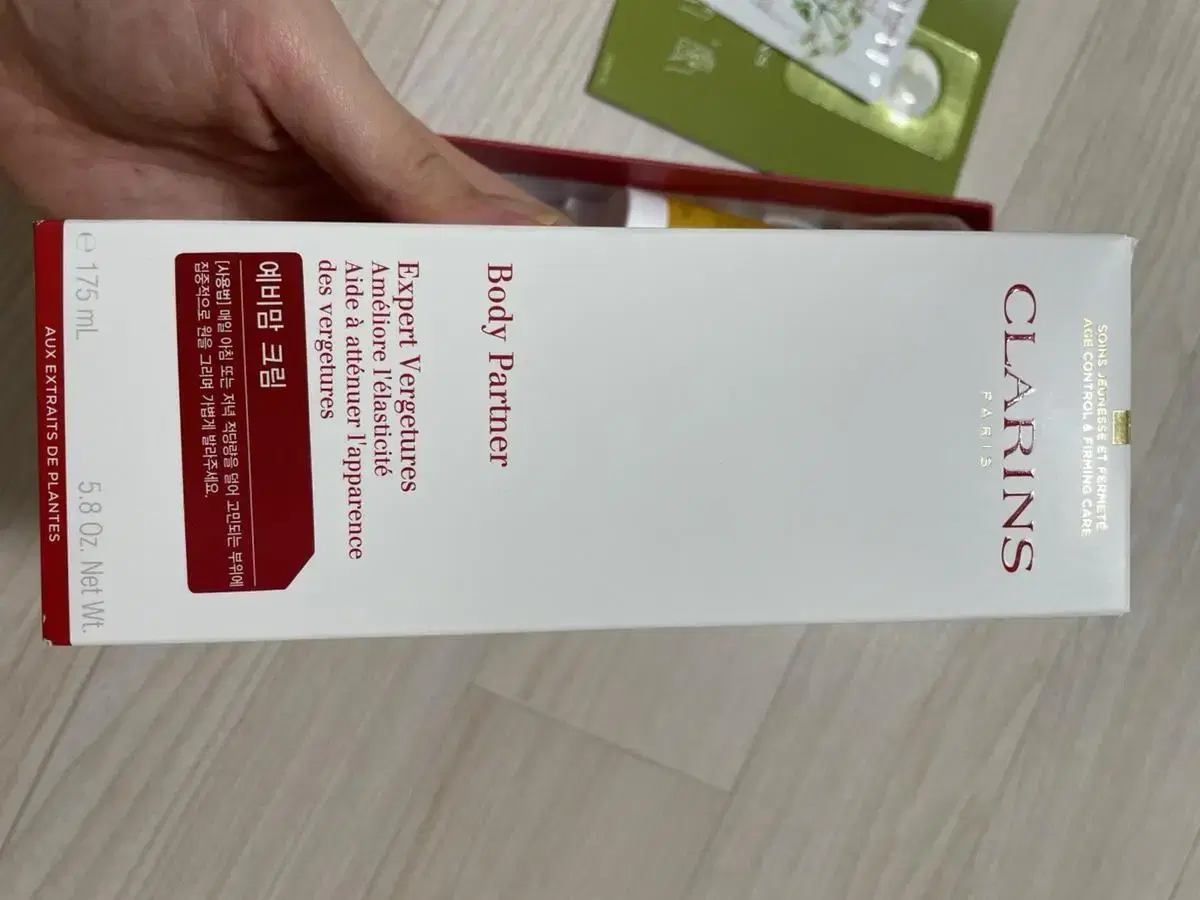 SOINS JEUNESSE ET FERMETÉ
AGE CONTROL & FIRMING CARE
CLARINS
PARIS
Body Partner
Expert Vergetures
Améliore l'élasticité
Aide à atténuer l'apparence
des vergetures
예비맘 크림
[사용법] 매일 아침 또는 저녁 적당량을 덜어 고민되는 부위에
집중적으로 원을 그리며 가볍게 발라주세요.
℮ 175 mL 5.8 Oz. Net Wt.
AUX EXTRAITS DE PLANTES